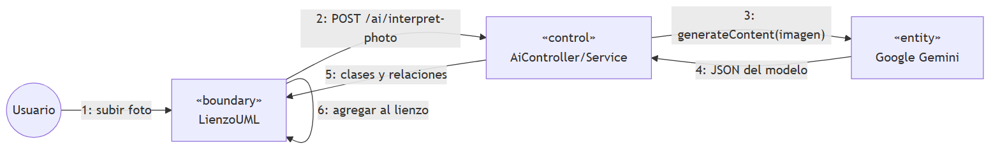 Usuario
1: subir foto
«boundary»
LienzoUML
2: POST /ai/interpret-
photo
5: clases y relaciones
6: agregar al lienzo
«control»
AiController/Service
3:
generateContent(imagen)
4: JSON del modelo
«entity»
Google Gemini